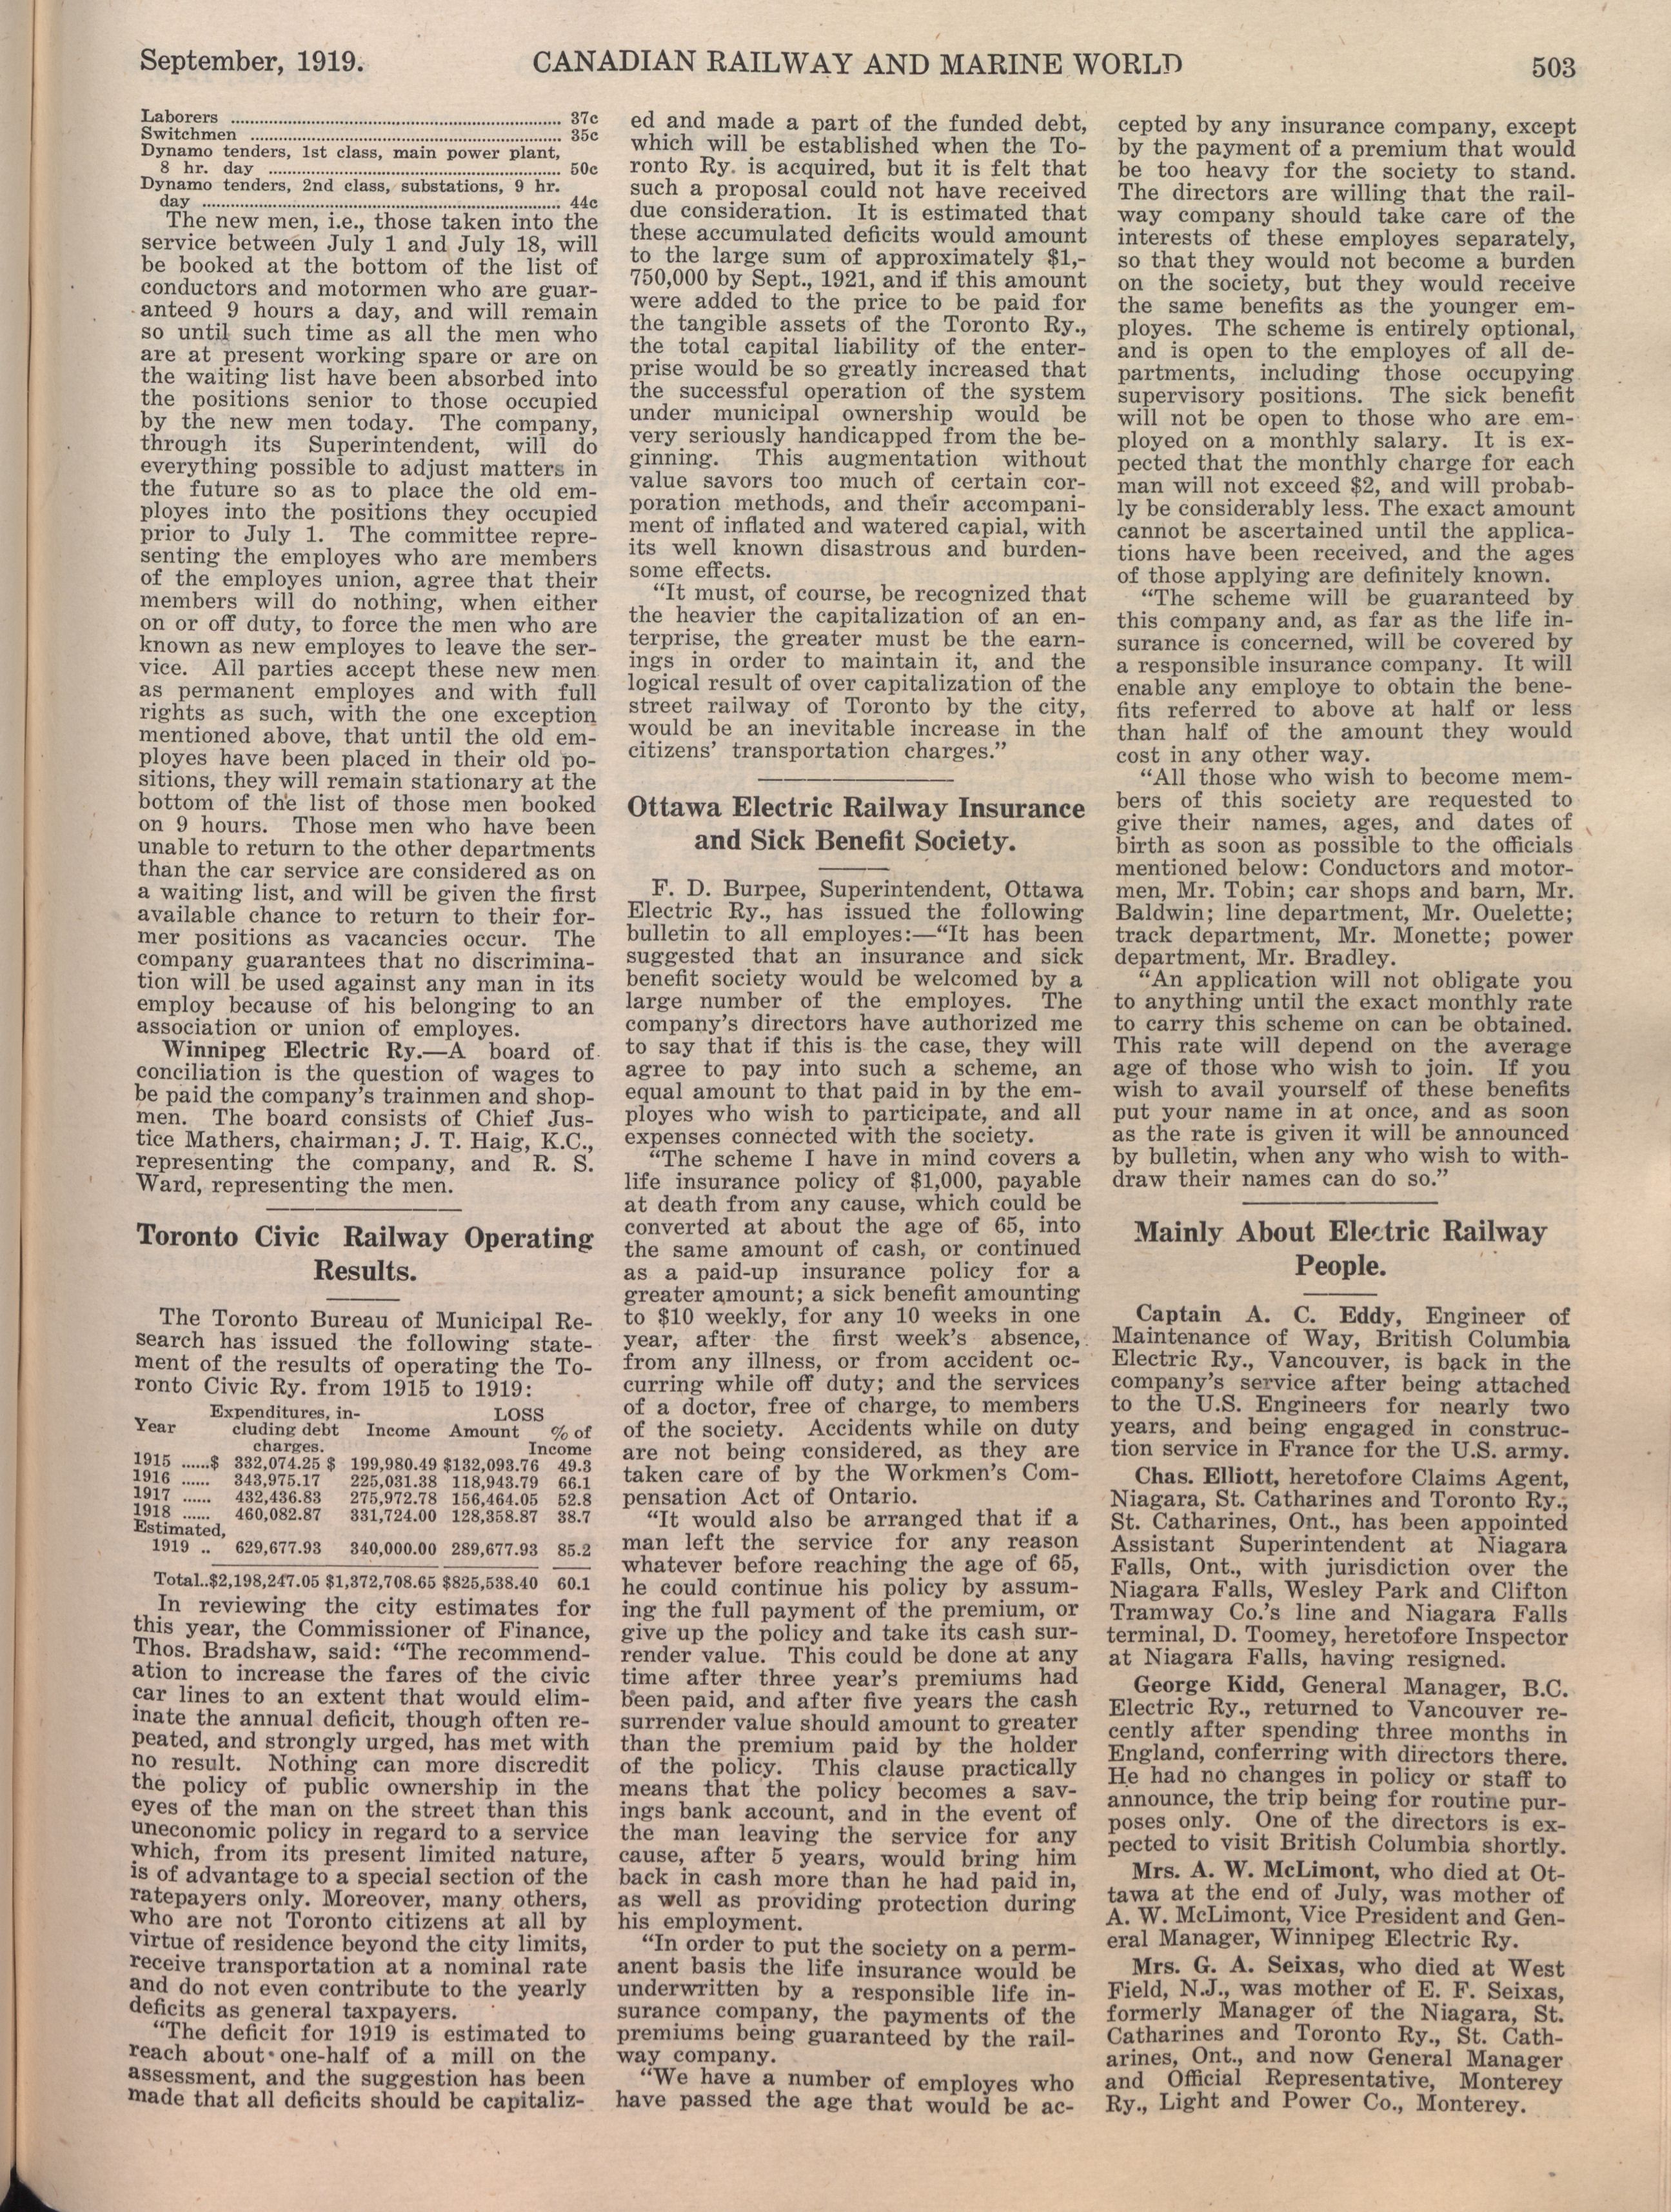 September, 1919.
CANADIAN RAILWAY AND MARINE WORLD
503
Laborers ........ 37c
Switchmen ........ 35c
Dynamo tenders, 1st class, main power plant,
8 hr. day ........ 50c
Dynamo tenders, 2nd class, substations, 9 hr.
day ........ 44c
The new men, i.e., those taken into the
service between July 1 and July 18, will
be booked at the bottom of the list of
conductors and motormen who are guar-
anteed 9 hours a day, and will remain
so until such time as all the men who
are at present working spare or are on
the waiting list have been absorbed into
the positions senior to those occupied
by the new men today. The company,
through its Superintendent, will do
everything possible to adjust matters in
the future so as to place the old em-
ployes into the positions they occupied
prior to July 1. The committee repre-
senting the employes who are members
of the employes union, agree that their
members will do nothing, when either
on or off duty, to force the men who are
known as new employes to leave the ser-
vice. All parties accept these new men
as permanent employes and with full
rights as such, with the one exception
mentioned above, that until the old em-
ployes have been placed in their old po-
sitions, they will remain stationary at the
bottom of the list of those men booked
on 9 hours. Those men who have been
unable to return to the other departments
than the car service are considered as on
a waiting list, and will be given the first
available chance to return to their for-
mer positions as vacancies occur. The
company guarantees that no discrimina-
tion will be used against any man in its
employ because of his belonging to an
association or union of employes.
Winnipeg Electric Ry.—A board of
conciliation is the question of wages to
be paid the company's trainmen and shop-
men. The board consists of Chief Jus-
tice Mathers, chairman; J. T. Haig, K.C.,
representing the company, and R. S.
Ward, representing the men.
Toronto Civic Railway Operating
Results.
The Toronto Bureau of Municipal Re-
search has issued the following state-
ment of the results of operating the To-
ronto Civic Ry. from 1915 to 1919:
Expenditures, in- LOSS
Year cluding debt Income Amount % of
charges. Income
1915 ......$ 332,074.25 $ 199,980.49 $132,093.76 49.3
1916 ...... 343,975.17 225,031.38 118,943.79 66.1
1917 ...... 432,436.83 275,972.78 156,464.05 52.8
1918 ...... 460,082.87 331,724.00 128,358.87 38.7
Estimated,
1919 .. 629,677.93 340,000.00 289,677.93 85.2
Total..$2,198,247.05 $1,372,708.65 $825,538.40 60.1
In reviewing the city estimates for
this year, the Commissioner of Finance,
Thos. Bradshaw, said: "The recommend-
ation to increase the fares of the civic
car lines to an extent that would elim-
inate the annual deficit, though often re-
peated, and strongly urged, has met with
no result. Nothing can more discredit
the policy of public ownership in the
eyes of the man on the street than this
uneconomic policy in regard to a service
which, from its present limited nature,
is of advantage to a special section of the
ratepayers only. Moreover, many others,
who are not Toronto citizens at all by
virtue of residence beyond the city limits,
receive transportation at a nominal rate
and do not even contribute to the yearly
deficits as general taxpayers.
"The deficit for 1919 is estimated to
reach about one-half of a mill on the
assessment, and the suggestion has been
made that all deficits should be capitaliz-
ed and made a part of the funded debt,
which will be established when the To-
ronto Ry. is acquired, but it is felt that
such a proposal could not have received
due consideration. It is estimated that
these accumulated deficits would amount
to the large sum of approximately $1,-
750,000 by Sept., 1921, and if this amount
were added to the price to be paid for
the tangible assets of the Toronto Ry.,
the total capital liability of the enter-
prise would be so greatly increased that
the successful operation of the system
under municipal ownership would be
very seriously handicapped from the be-
ginning. This augmentation without
value savors too much of certain cor-
poration methods, and their accompani-
ment of inflated and watered capial, with
its well known disastrous and burden-
some effects.
"It must, of course, be recognized that
the heavier the capitalization of an en-
terprise, the greater must be the earn-
ings in order to maintain it, and the
logical result of over capitalization of the
street railway of Toronto by the city,
would be an inevitable increase in the
citizens' transportation charges."
Ottawa Electric Railway Insurance
and Sick Benefit Society.
F. D. Burpee, Superintendent, Ottawa
Electric Ry., has issued the following
bulletin to all employes:—"It has been
suggested that an insurance and sick
benefit society would be welcomed by a
large number of the employes. The
company's directors have authorized me
to say that if this is the case, they will
agree to pay into such a scheme, an
equal amount to that paid in by the em-
ployes who wish to participate, and all
expenses connected with the society.
"The scheme I have in mind covers a
life insurance policy of $1,000, payable
at death from any cause, which could be
converted at about the age of 65, into
the same amount of cash, or continued
as a paid-up insurance policy for a
greater amount; a sick benefit amounting
to $10 weekly, for any 10 weeks in one
year, after the first week's absence,
from any illness, or from accident oc-
curring while off duty; and the services
of a doctor, free of charge, to members
of the society. Accidents while on duty
are not being considered, as they are
taken care of by the Workmen's Com-
pensation Act of Ontario.
"It would also be arranged that if a
man left the service for any reason
whatever before reaching the age of 65,
he could continue his policy by assum-
ing the full payment of the premium, or
give up the policy and take its cash sur-
render value. This could be done at any
time after three year's premiums had
been paid, and after five years the cash
surrender value should amount to greater
than the premium paid by the holder
of the policy. This clause practically
means that the policy becomes a sav-
ings bank account, and in the event of
the man leaving the service for any
cause, after 5 years, would bring him
back in cash more than he had paid in,
as well as providing protection during
his employment.
"In order to put the society on a perm-
anent basis the life insurance would be
underwritten by a responsible life in-
surance company, the payments of the
premiums being guaranteed by the rail-
way company.
"We have a number of employes who
have passed the age that would be ac-
cepted by any insurance company, except
by the payment of a premium that would
be too heavy for the society to stand.
The directors are willing that the rail-
way company should take care of the
interests of these employes separately,
so that they would not become a burden
on the society, but they would receive
the same benefits as the younger em-
ployes. The scheme is entirely optional,
and is open to the employes of all de-
partments, including those occupying
supervisory positions. The sick benefit
will not be open to those who are em-
ployed on a monthly salary. It is ex-
pected that the monthly charge for each
man will not exceed $2, and will probab-
ly be considerably less. The exact amount
cannot be ascertained until the applica-
tions have been received, and the ages
of those applying are definitely known.
"The scheme will be guaranteed by
this company and, as far as the life in-
surance is concerned, will be covered by
a responsible insurance company. It will
enable any employe to obtain the bene-
fits referred to above at half or less
than half of the amount they would
cost in any other way.
"All those who wish to become mem-
bers of this society are requested to
give their names, ages, and dates of
birth as soon as possible to the officials
mentioned below: Conductors and motor-
men, Mr. Tobin; car shops and barn, Mr.
Baldwin; line department, Mr. Ouelette;
track department, Mr. Monette; power
department, Mr. Bradley.
"An application will not obligate you
to anything until the exact monthly rate
to carry this scheme on can be obtained.
This rate will depend on the average
age of those who wish to join. If you
wish to avail yourself of these benefits
put your name in at once, and as soon
as the rate is given it will be announced
by bulletin, when any who wish to with-
draw their names can do so."
Mainly About Electric Railway
People.
Captain A. C. Eddy, Engineer of
Maintenance of Way, British Columbia
Electric Ry., Vancouver, is back in the
company's service after being attached
to the U.S. Engineers for nearly two
years, and being engaged in construc-
tion service in France for the U.S. army.
Chas. Elliott, heretofore Claims Agent,
Niagara, St. Catharines and Toronto Ry.,
St. Catharines, Ont., has been appointed
Assistant Superintendent at Niagara
Falls, Ont., with jurisdiction over the
Niagara Falls, Wesley Park and Clifton
Tramway Co.'s line and Niagara Falls
terminal, D. Toomey, heretofore Inspector
at Niagara Falls, having resigned.
George Kidd, General Manager, B.C.
Electric Ry., returned to Vancouver re-
cently after spending three months in
England, conferring with directors there.
He had no changes in policy or staff to
announce, the trip being for routine pur-
poses only. One of the directors is ex-
pected to visit British Columbia shortly.
Mrs. A. W. McLimont, who died at Ot-
tawa at the end of July, was mother of
A. W. McLimont, Vice President and Gen-
eral Manager, Winnipeg Electric Ry.
Mrs. G. A. Seixas, who died at West
Field, N.J., was mother of E. F. Seixas,
formerly Manager of the Niagara, St.
Catharines and Toronto Ry., St. Cath-
arines, Ont., and now General Manager
and Official Representative, Monterey
Ry., Light and Power Co., Monterey.